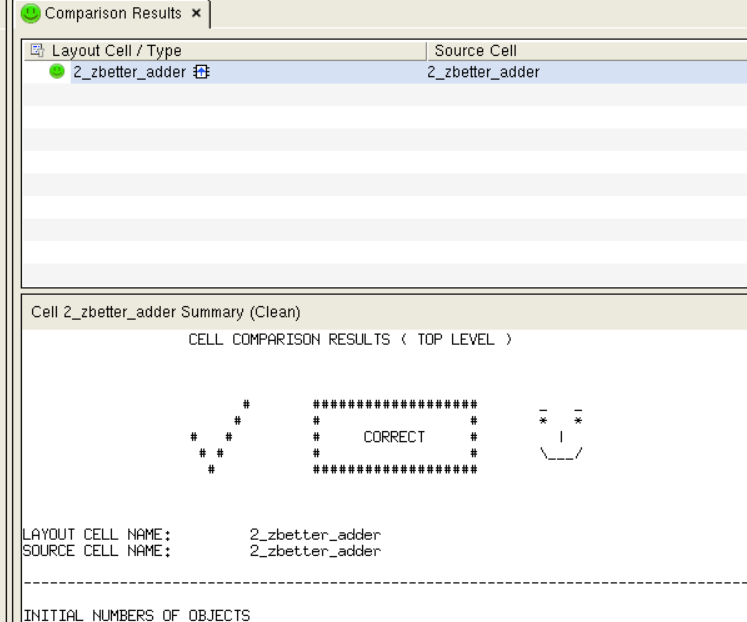 Comparison Results ×
Layout Cell / Type Source Cell
2_zbetter_adder 2_zbetter_adder
Cell 2_zbetter_adder Summary (Clean)
CELL COMPARISON RESULTS ( TOP LEVEL )
# ################### _ _
# # # * *
# # # CORRECT # |
# # # # \___/
# ###################
LAYOUT CELL NAME: 2_zbetter_adder
SOURCE CELL NAME: 2_zbetter_adder
--------------------------------------------------------------------------------
INITIAL NUMBERS OF OBJECTS